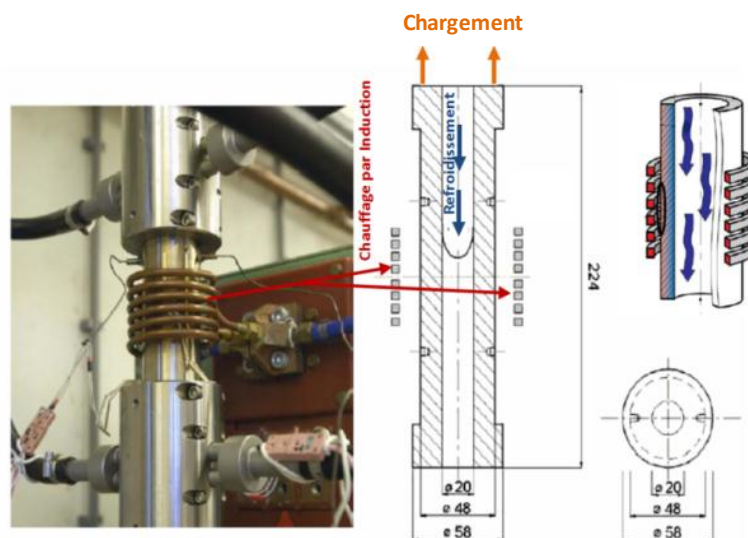 Chargement
Chauffage par Induction
Refroidissement
224
ø 20
ø 48
ø 58
ø 20
ø 48
ø 58